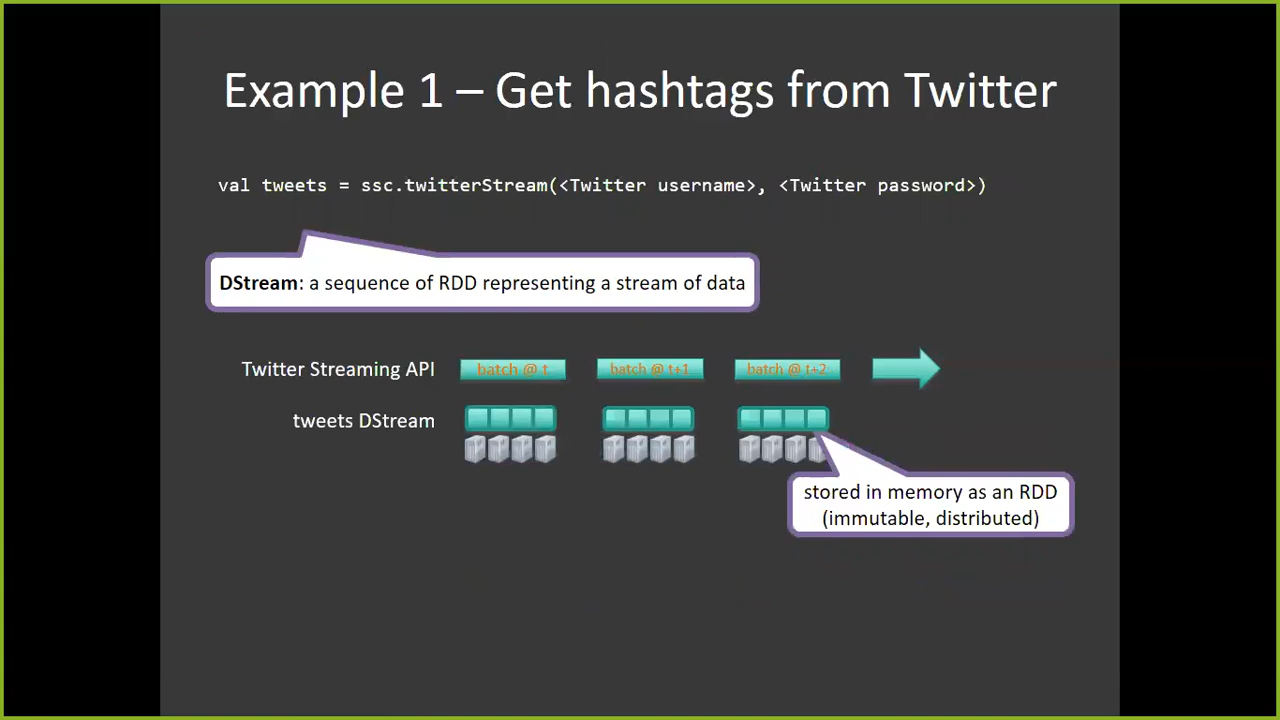 Example 1 – Get hashtags from Twitter
val tweets = ssc.twitterStream(<Twitter username>, <Twitter password>)
DStream: a sequence of RDD representing a stream of data
Twitter Streaming API
batch @ t
batch @ t+1
batch @ t+2
tweets DStream
stored in memory as an RDD
(immutable, distributed)